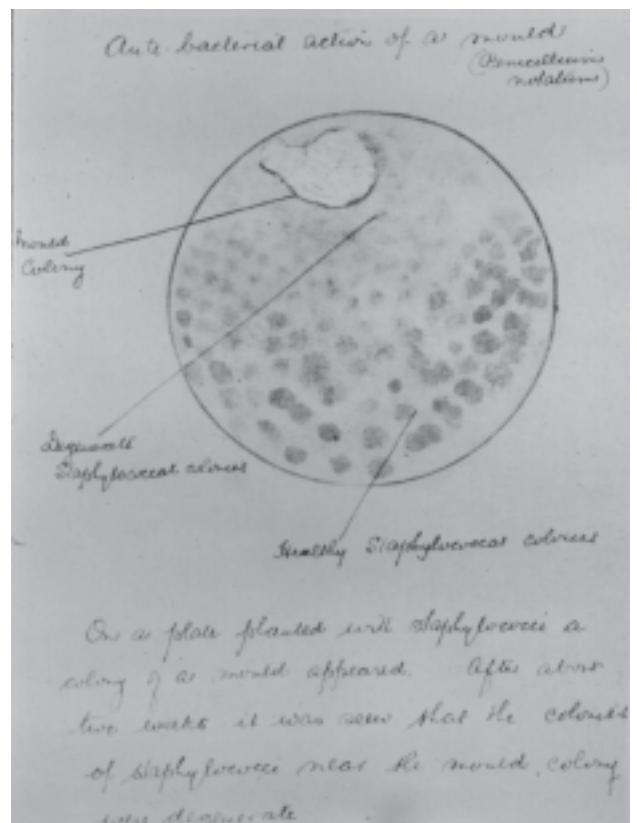 Anti-bacterial action of a mould
(Penicillium
notatum)
Mould
Colony
Degenerate
Staphylococcal colonies
Healthy Staphylococcal colonies
On a plate planted with staphylococci a
colony of a mould appeared. After about
two weeks it was seen that the colonies
of staphylococci near the mould colony
were degenerate